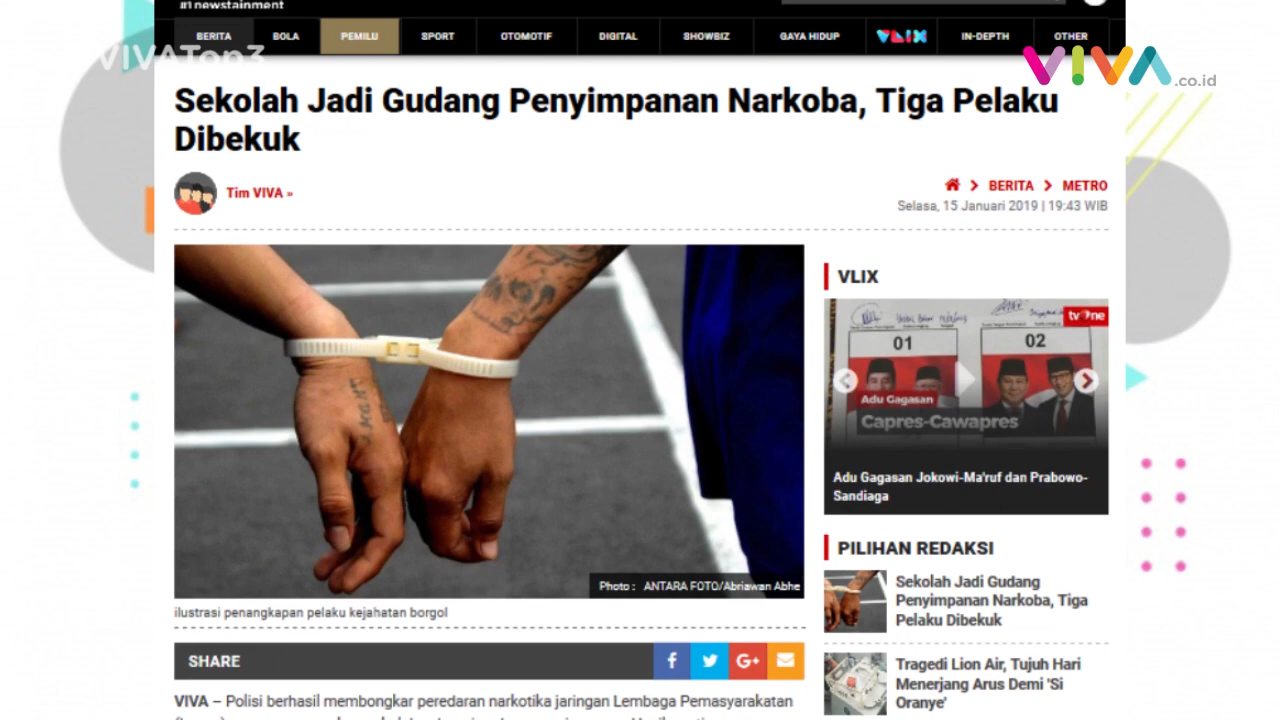 #1newstainment
BERITA BOLA PEMILU SPORT OTOMOTIF DIGITAL SHOWBIZ GAYA HIDUP VLIX IN-DEPTH OTHER
VIVATop3
VIVA.co.id
Sekolah Jadi Gudang Penyimpanan Narkoba, Tiga Pelaku
Dibekuk
Tim VIVA »
BERITA METRO
Selasa, 15 Januari 2019 | 19:43 WIB
Photo : ANTARA FOTO/Abriawan Abhe
ilustrasi penangkapan pelaku kejahatan borgol
SHARE
f G+
VIVA – Polisi berhasil membongkar peredaran narkotika jaringan Lembaga Pemasyarakatan
VLIX
tvOne
01 02
Adu Gagasan
Capres-Cawapres
Adu Gagasan Jokowi-Ma'ruf dan Prabowo-
Sandiaga
PILIHAN REDAKSI
Sekolah Jadi Gudang
Penyimpanan Narkoba, Tiga
Pelaku Dibekuk
Tragedi Lion Air, Tujuh Hari
Menerjang Arus Demi 'Si
Oranye'